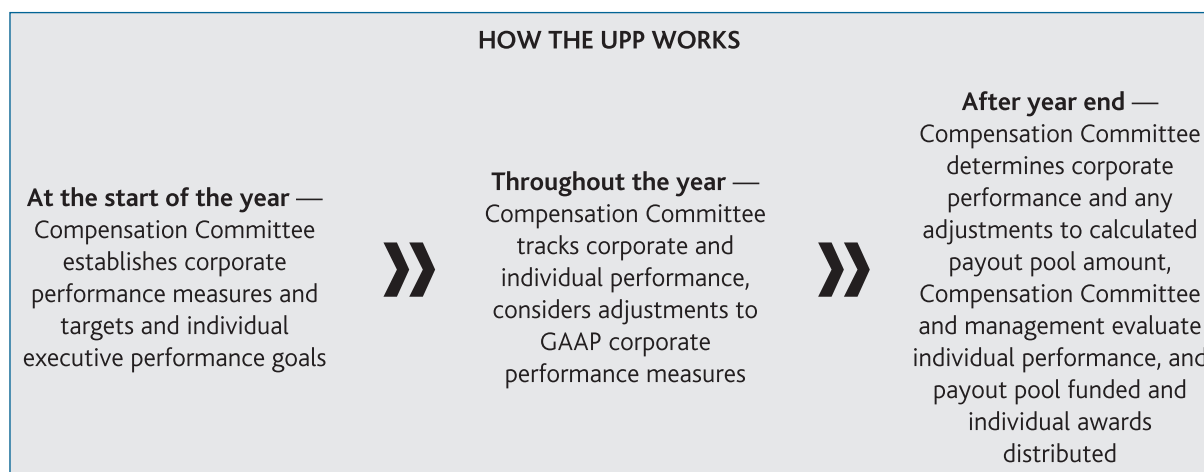 HOW THE UPP WORKS
At the start of the year —
Compensation Committee
establishes corporate
performance measures and
targets and individual
executive performance goals
Throughout the year —
Compensation Committee
tracks corporate and
individual performance,
considers adjustments to
GAAP corporate
performance measures
After year end —
Compensation Committee
determines corporate
performance and any
adjustments to calculated
payout pool amount,
Compensation Committee
and management evaluate
individual performance, and
payout pool funded and
individual awards
distributed